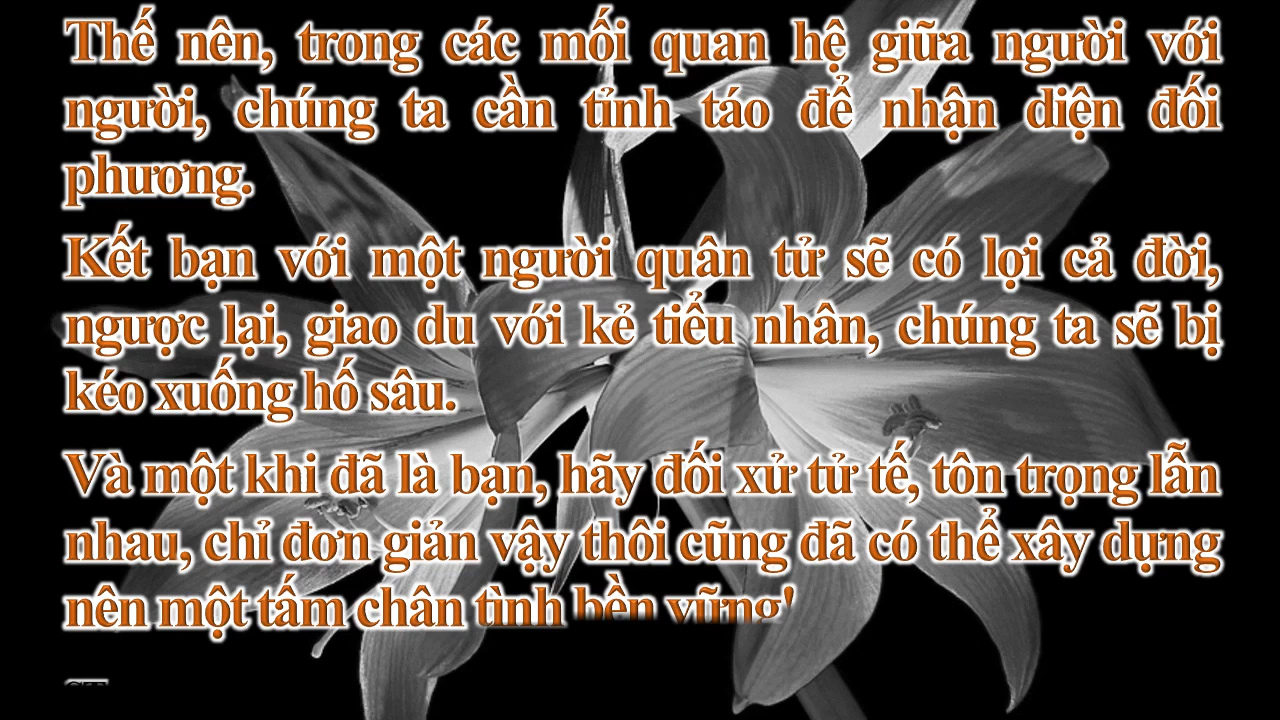 Thế nên, trong các mối quan hệ giữa người với
người, chúng ta cần tỉnh táo để nhận diện đối
phương.
Kết bạn với một người quân tử sẽ có lợi cả đời,
ngược lại, giao du với kẻ tiểu nhân, chúng ta sẽ bị
kéo xuống hố sâu.
Và một khi đã là bạn, hãy đối xử tử tế, tôn trọng lẫn
nhau, chỉ đơn giản vậy thôi cũng đã có thể xây dựng
nên một tấm chân tình bền vững!